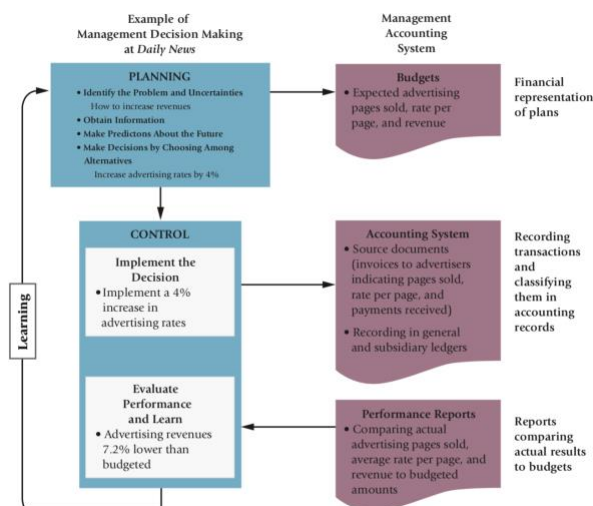 Example of
Management Decision Making
at Daily News
Management
Accounting
System
PLANNING
• Identify the Problem and Uncertainties
How to increase revenues
• Obtain Information
• Make Predictons About the Future
• Make Decisions by Choosing Among
Alternatives
Increase advertising rates by 4%
Budgets
• Expected advertising
pages sold, rate per
page, and revenue
Financial
representation
of plans
CONTROL
Implement the
Decision
• Implement a 4%
increase in
advertising rates
Accounting System
• Source documents
(invoices to advertisers
indicating pages sold,
rate per page, and
payments received)
• Recording in general
and subsidiary ledgers
Recording
transactions
and
classifying
them in
accounting
records
Learning
Evaluate
Performance
and Learn
• Advertising revenues
7.2% lower than
budgeted
Performance Reports
• Comparing actual
advertising pages sold,
average rate per page, and
revenue to budgeted
amounts
Reports
comparing
actual results
to budgets